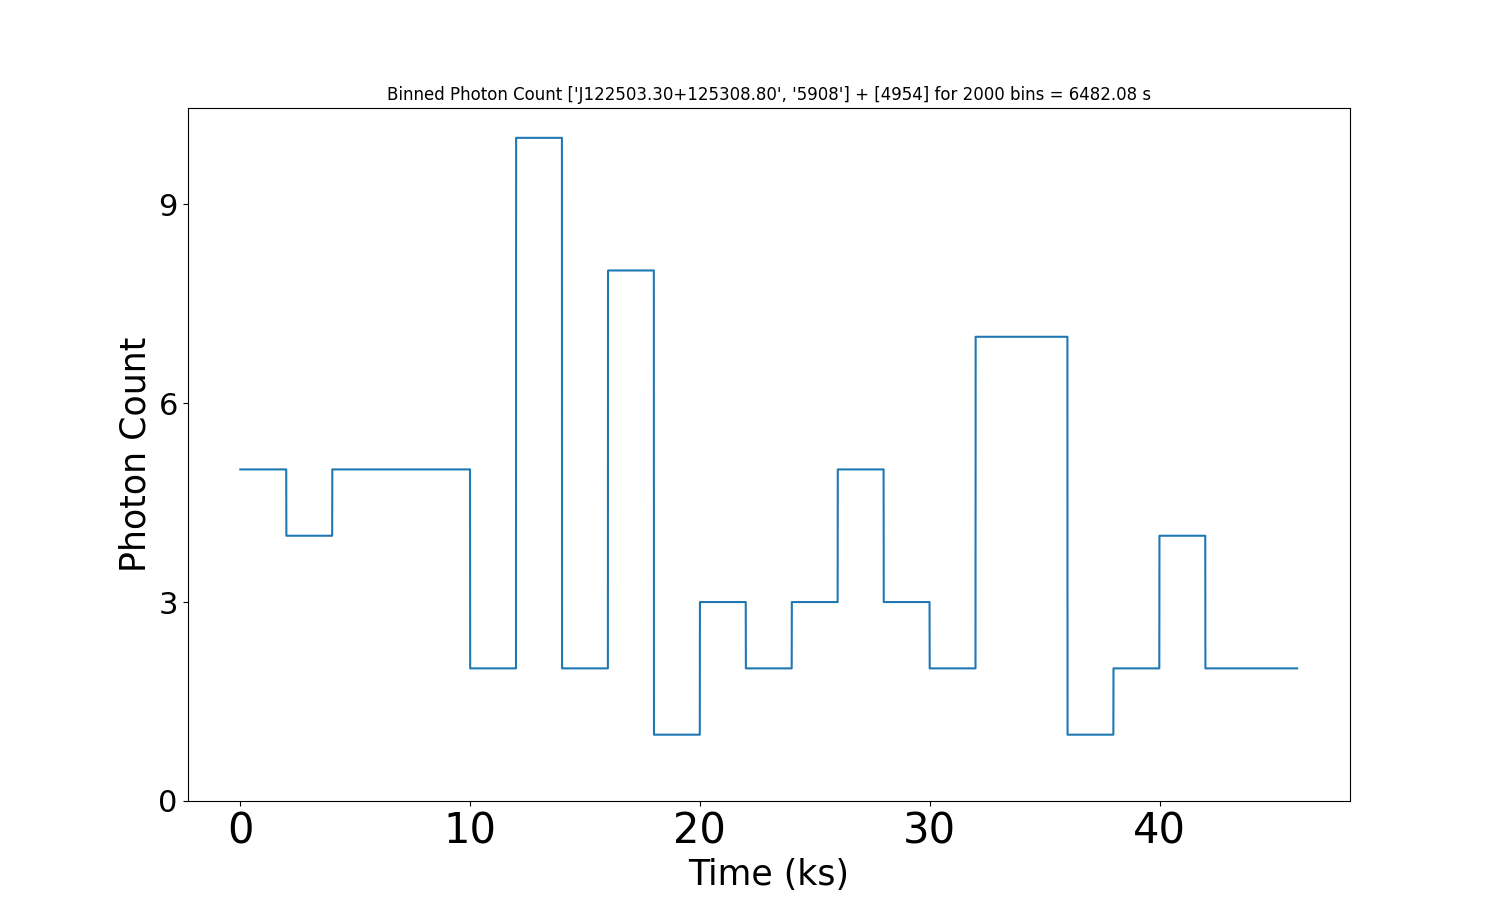 Binned Photon Count ['J122503.30+125308.80', '5908'] + [4954] for 2000 bins = 6482.08 s
Photon Count
9
6
3
0
0 10 20 30 40
Time (ks)